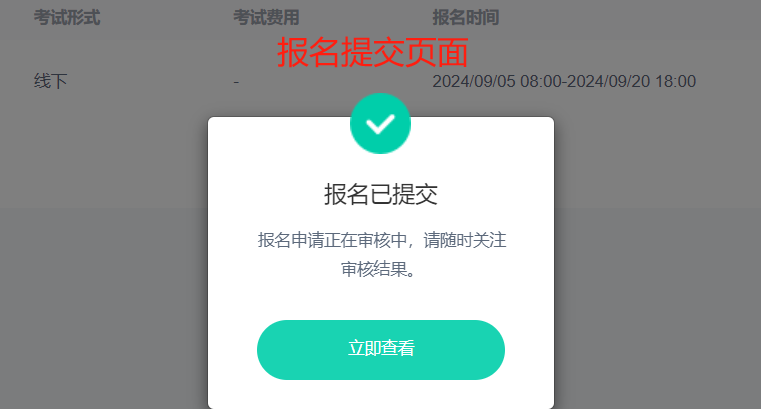 考试形式 考试费用 报名时间
报名提交页面
线下 - 2024/09/05 08:00-2024/09/20 18:00
报名已提交
报名申请正在审核中，请随时关注
审核结果。
立即查看